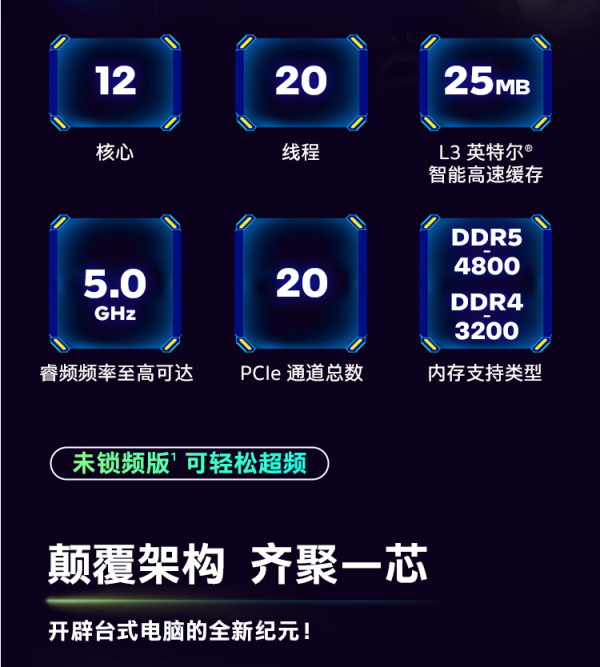 12
20
25MB
核心
线程
L3 英特尔®
智能高速缓存
5.0
GHz
20
DDR5
-
4800
DDR4
-
3200
睿频频率至高可达
PCIe 通道总数
内存支持类型
未锁频版1 可轻松超频
颠覆架构 齐聚一芯
开辟台式电脑的全新纪元！